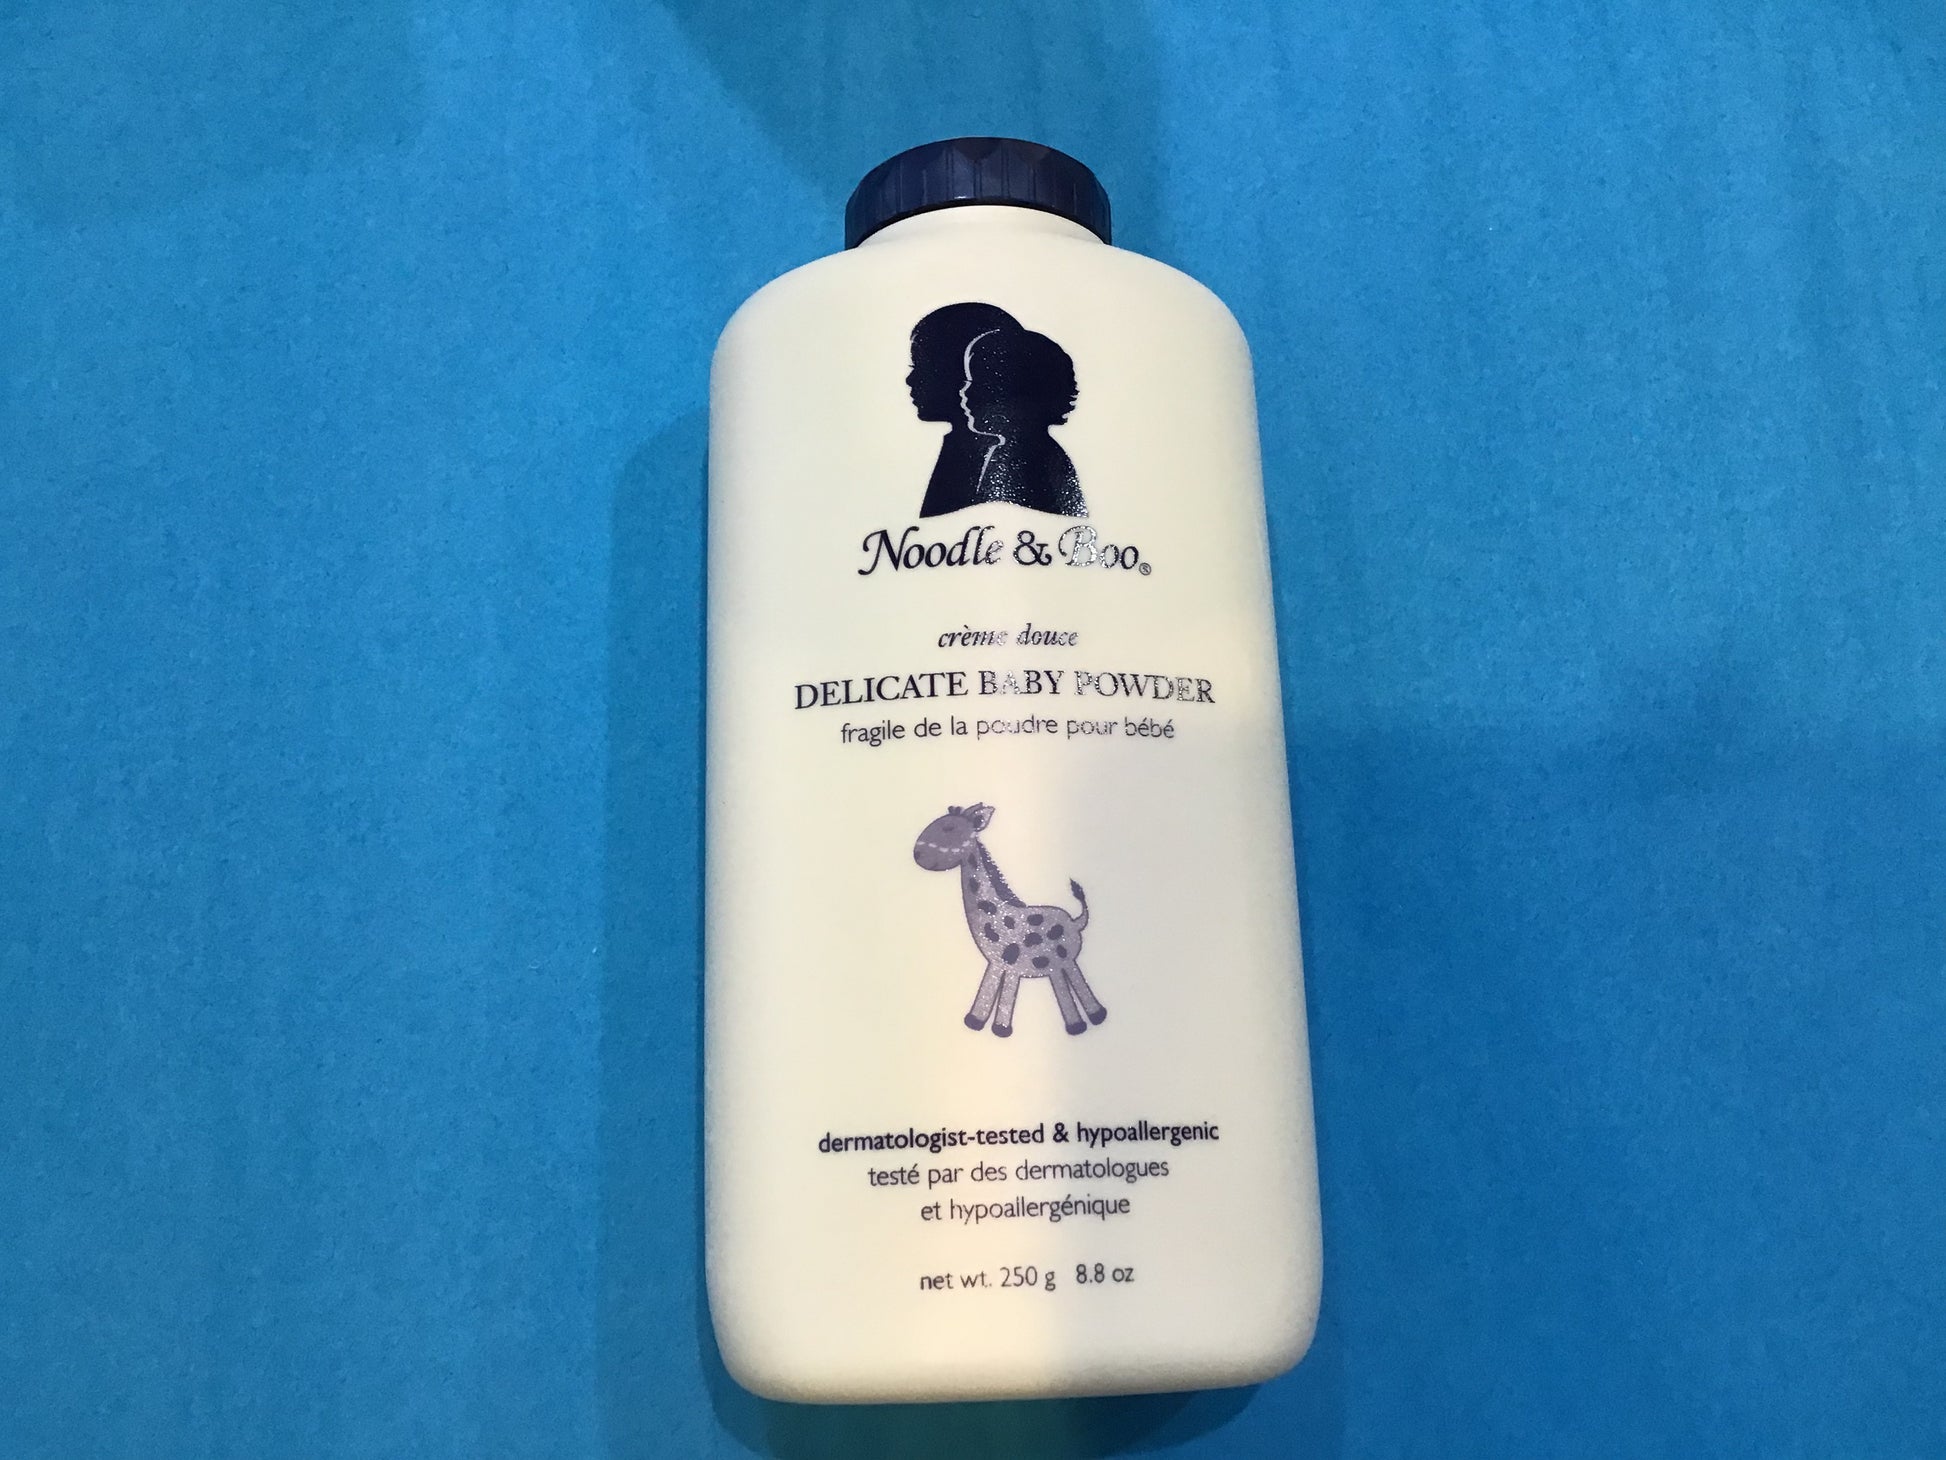 Noodle & Boo®
crème douce
DELICATE BABY POWDER
fragile de la poudre pour bébé
dermatologist-tested & hypoallergenic
testé par des dermatologues
et hypoallergénique
net wt. 250 g 8.8 oz